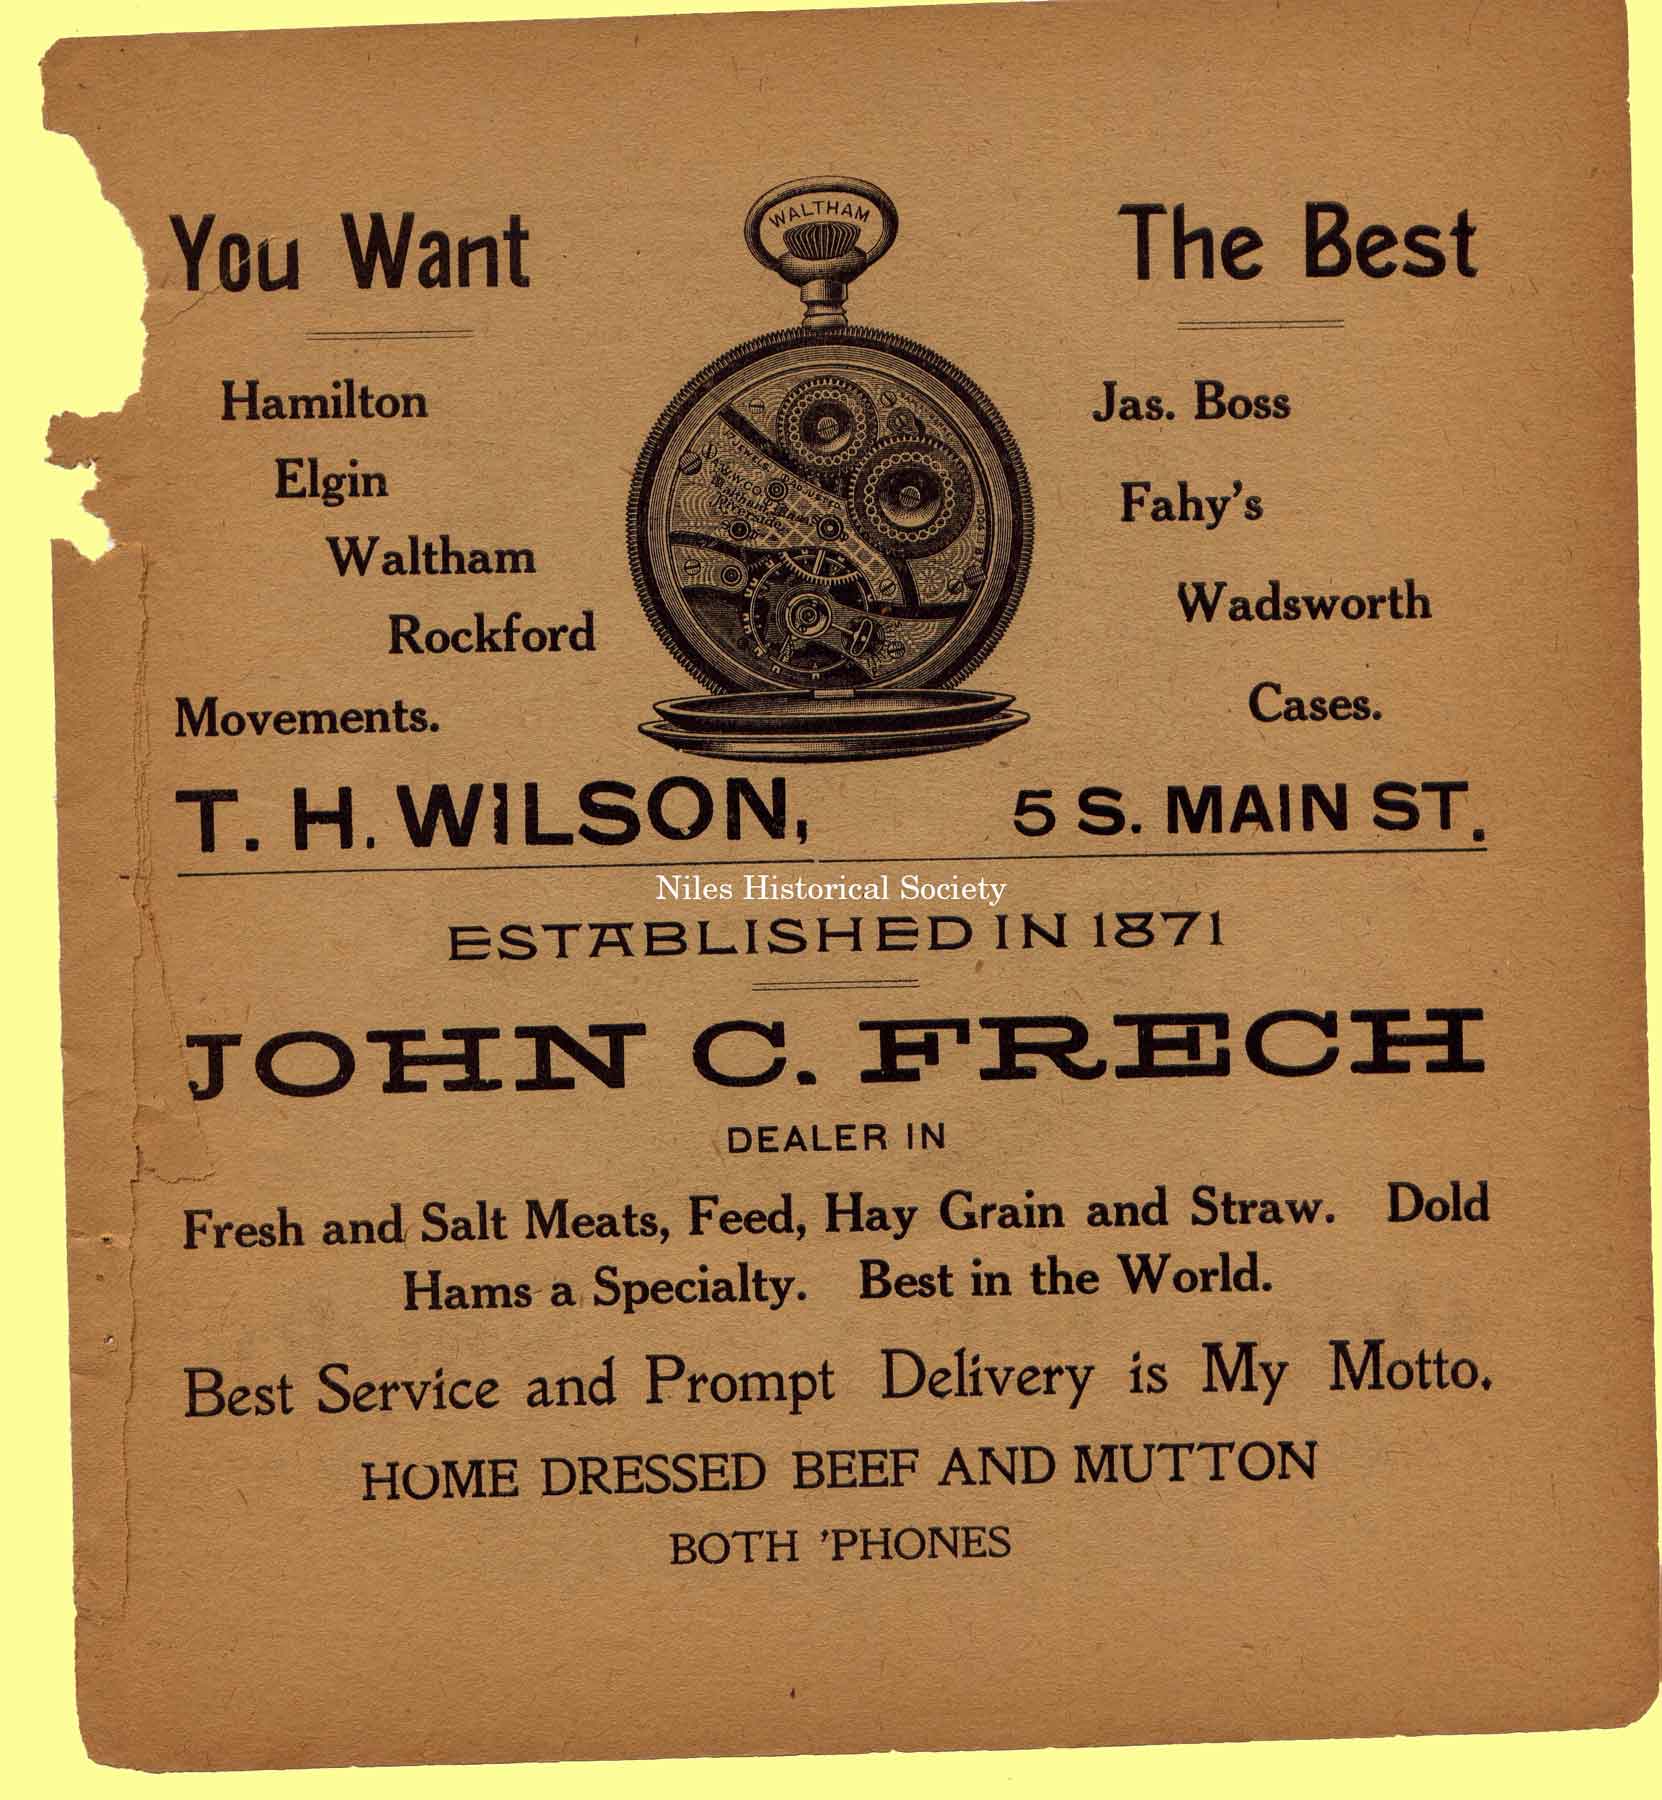 You Want
The Best
WALTHAM
Hamilton
Elgin
Waltham
Rockford
Movements.
Jas. Boss
Fahy's
Wadsworth
Cases.
T. H. WILSON, 5 S. MAIN ST.
Niles Historical Society
ESTABLISHED IN 1871
JOHN C. FRECH
DEALER IN
Fresh and Salt Meats, Feed, Hay Grain and Straw. Dold
Hams a Specialty. Best in the World.
Best Service and Prompt Delivery is My Motto.
HOME DRESSED BEEF AND MUTTON
BOTH 'PHONES